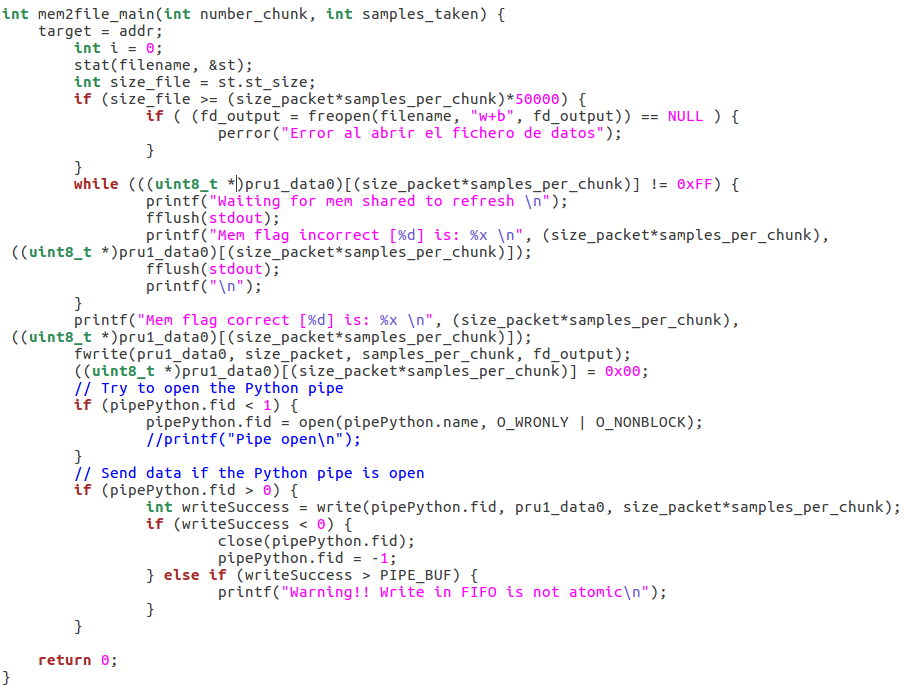 int mem2file_main(int number_chunk, int samples_taken) {
    target = addr;
        int i = 0;
        stat(filename, &st);
        int size_file = st.st_size;
        if (size_file >= (size_packet*samples_per_chunk)*50000) {
                if ( (fd_output = freopen(filename, "w+b", fd_output)) == NULL ) {
                        perror("Error al abrir el fichero de datos");
                }
        }
        while (((uint8_t *)pru1_data0)[(size_packet*samples_per_chunk)] != 0xFF) {
                printf("Waiting for mem shared to refresh \n");
                fflush(stdout);
                printf("Mem flag incorrect [%d] is: %x \n", (size_packet*samples_per_chunk),
 ((uint8_t *)pru1_data0)[(size_packet*samples_per_chunk)]);
                fflush(stdout);
                printf("\n");
        }
        printf("Mem flag correct [%d] is: %x \n", (size_packet*samples_per_chunk),
 ((uint8_t *)pru1_data0)[(size_packet*samples_per_chunk)]);
        fwrite(pru1_data0, size_packet, samples_per_chunk, fd_output);
        ((uint8_t *)pru1_data0)[(size_packet*samples_per_chunk)] = 0x00;
        // Try to open the Python pipe
        if (pipePython.fid < 1) {
                pipePython.fid = open(pipePython.name, O_WRONLY | O_NONBLOCK);
                //printf("Pipe open\n");
        }
        // Send data if the Python pipe is open
        if (pipePython.fid > 0) {
                int writeSuccess = write(pipePython.fid, pru1_data0, size_packet*samples_per_chunk);
                if (writeSuccess < 0) {
                        close(pipePython.fid);
                        pipePython.fid = -1;
                } else if (writeSuccess > PIPE_BUF) {
                        printf("Warning!! Write in FIFO is not atomic\n");
                }
        }

    return 0;
}